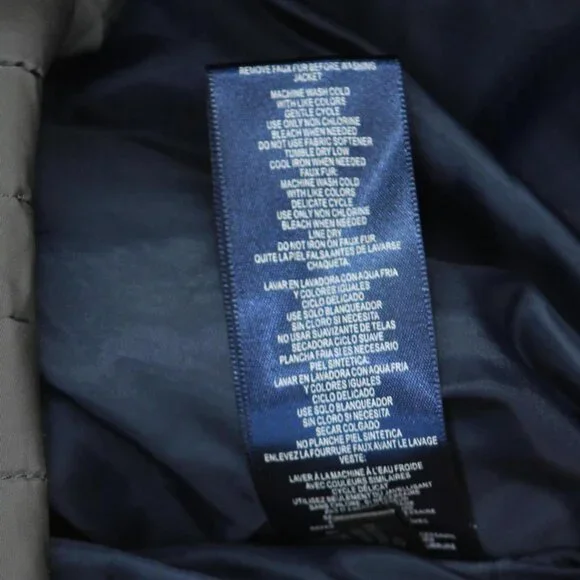 REMOVE FAUX FUR BEFORE WASHING
JACKET
MACHINE WASH COLD
WITH LIKE COLORS
GENTLE CYCLE
USE ONLY NON CHLORINE
BLEACH WHEN NEEDED
DO NOT USE FABRIC SOFTENER
TUMBLE DRY LOW
COOL IRON WHEN NEEDED
FAUX FUR:
MACHINE WASH COLD
WITH LIKE COLORS
DELICATE CYCLE
USE ONLY NON CHLORINE
BLEACH WHEN NEEDED
LINE DRY
DO NOT IRON ON FAUX FUR
QUITE LA PIEL FALSA ANTES DE LAVARSE
CHAQUETA:
LAVAR EN LAVADORA CON AQUA FRIA
Y COLORES IGUALES
CICLO DELICADO
USE SOLO BLANQUEADOR
SIN CLORO SI NECESITA
NO USAR SUAVIZANTE DE TELAS
SECADORA CICLO SUAVE
PLANCHA FRIA SI ES NECESARIO
PIEL SINTETICA:
LAVAR EN LAVADORA CON AQUA FRIA
Y COLORES IGUALES
CICLO DELICADO
USE SOLO BLANQUEADOR
SIN CLORO SI NECESITA
SECAR COLGADO
NO PLANCHE PIEL SINTETICA
ENLEVEZ LA FOURRURE FAUX AVANT LE LAVAGE
VESTE:
LAVER À LA MACHINE À L'EAU FROIDE
AVEC COULEURS SIMILAIRES
CYCLE DÉLICAT